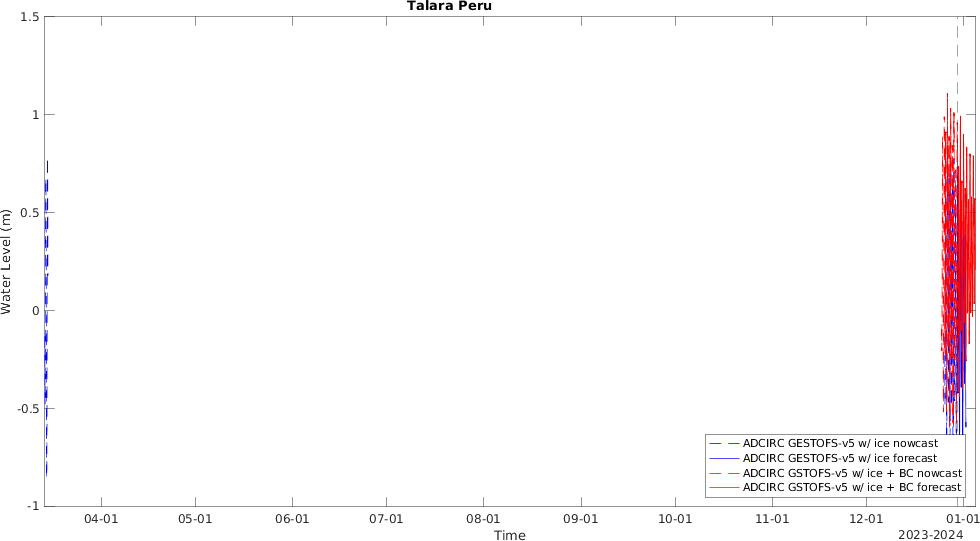 Talara Peru
1.5
1
0.5
0
-0.5
-1
Water Level (m)
04-01 05-01 06-01 07-01 08-01 09-01 10-01 11-01 12-01 01-01
Time
2023-2024
ADCIRC GESTOFS-v5 w/ ice nowcast
ADCIRC GESTOFS-v5 w/ ice forecast
ADCIRC GSTOFS-v5 w/ ice + BC nowcast
ADCIRC GSTOFS-v5 w/ ice + BC forecast